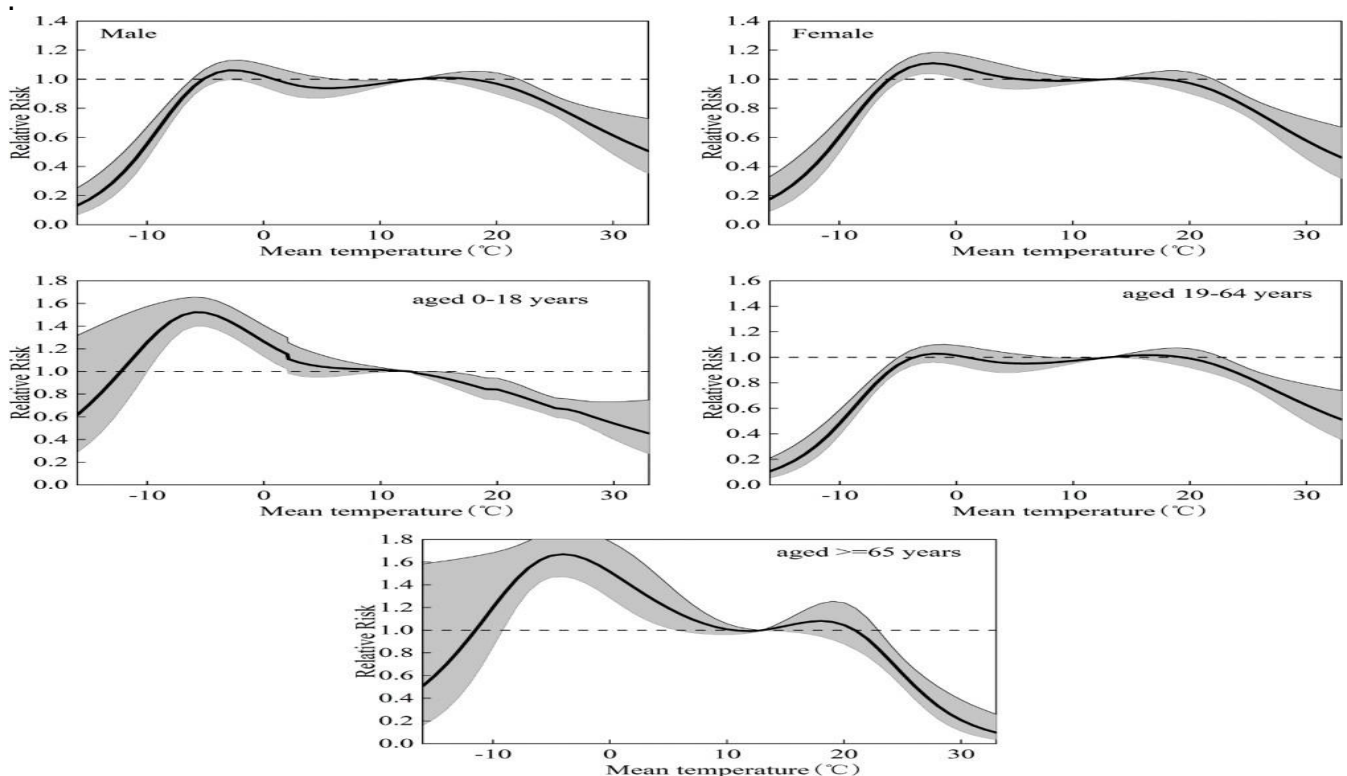 .
Male
Relative Risk
1.4
1.2
1.0
0.8
0.6
0.4
0.2
0.0
-10 0 10 20 30
Mean temperature (℃)
Female
Relative Risk
1.4
1.2
1.0
0.8
0.6
0.4
0.2
0.0
-10 0 10 20 30
Mean temperature (℃)
aged 0-18 years
Relative Risk
1.8
1.6
1.4
1.2
1.0
0.8
0.6
0.4
0.2
0.0
-10 0 10 20 30
Mean temperature (℃)
aged 19-64 years
Relative Risk
1.6
1.4
1.2
1.0
0.8
0.6
0.4
0.2
0.0
-10 0 10 20 30
Mean temperature (℃)
aged >=65 years
Relative Risk
1.8
1.6
1.4
1.2
1.0
0.8
0.6
0.4
0.2
0.0
-10 0 10 20 30
Mean temperature (℃)